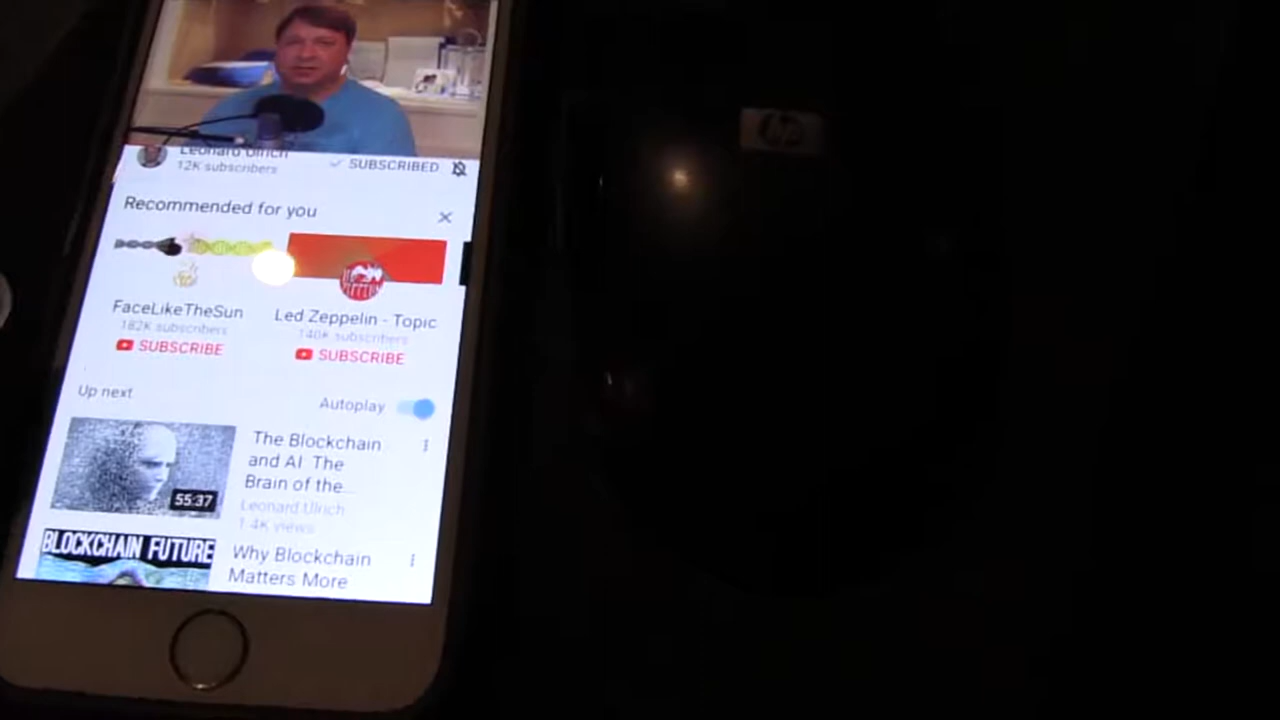 Leonard Ulrich
12K subscribers
SUBSCRIBED
Recommended for you
FaceLikeTheSun
182K subscribers
SUBSCRIBE
Led Zeppelin - Topic
140K subscribers
SUBSCRIBE
Up next
Autoplay
55:37
The Blockchain
and AI The
Brain of the...
Leonard Ulrich
1.4K views
BLOCKCHAIN FUTURE
Why Blockchain
Matters More
hp